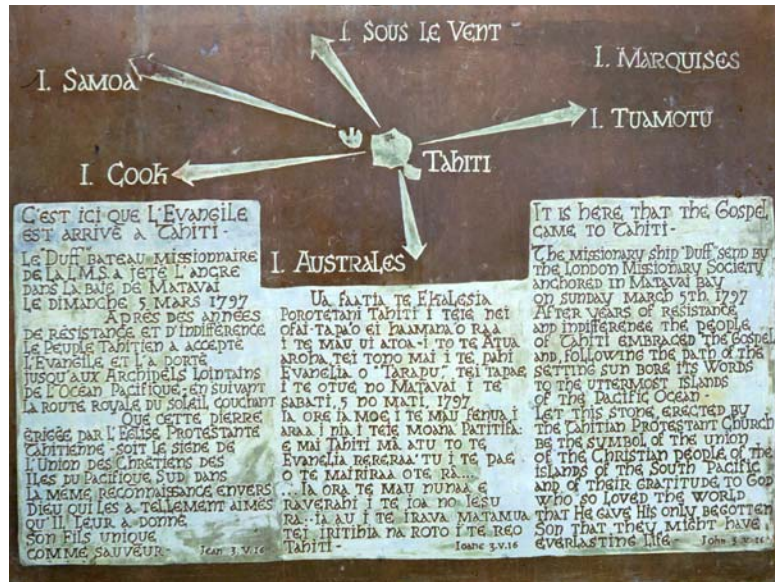 I. Sous le Vent
I. Marquises
I. Samoa
I. Tuamotu
I. Cook
Tahiti
I. Australes
C'est ici que L'Evangile
est arrivé a Tahiti -
Le "Duff" bateau missionnaire
de la L.M.S. a jeté l'ancre
dans la baie de Matavai
le dimanche 5 mars 1797
Après des années
de résistance et d'indifférence
le Peuple Tahitien a accepté
l'Evangile et l'a porté
jusqu'aux Archipels lointains
de l'Océan Pacifique - en suivant
la route royale du soleil couchant
Que cette pierre
érigée par l'Eglise Protestante
Tahitienne - soit le signe de
l'Union des Chrétiens des
Iles du Pacifique Sud dans
la même reconnaissance envers
Dieu qui les a tellement aimés
qu'il leur a donné
son Fils unique
comme Sauveur - Jean 3.v.16
Ua faatia te Ekalesia
Porotetani Tahiti i teie nei
ofai-tapa'o ei haamana'o raa
i te mau ui atoa - i to te Atua
aroha, tei tono mai i te pahi
Evanelia o "Tarapu" tei tapae
i te otue no Matavai i te
sabati, 5 no mati, 1797
Ia ore ia moe i te mau fenua i
araa i nia i teie moana Patitifa:
e mai Tahiti mā atu to te
Evanelia rereraa'tu i te pae
o te mairiraa o te rā....
... Ia ora te mau nunaa e
raverahi i te ioa no Iesu
ra.. ia au i te irava matamua
tei iritihia na roto i te reo
Tahiti - Ioane 3.v.16
It is here that the Gospel
came to Tahiti -
The missionary ship "Duff" send by
the London Missionary Society
anchored in Matavai Bay
on sunday march 5th. 1797
After years of resistance
and indifference the people
of Tahiti embraced the Gospel
and, following the path of the
setting sun bore its words
to the uttermost islands
of the Pacific Ocean -
Let this stone, erected by
the Tahitian Protestant Church
be the symbol of the union
of the Christian people of the
islands of the South Pacific
and of their gratitude to God
who so loved the world
that He gave His only begotten
Son that they might have
everlasting life - John 3.v.16